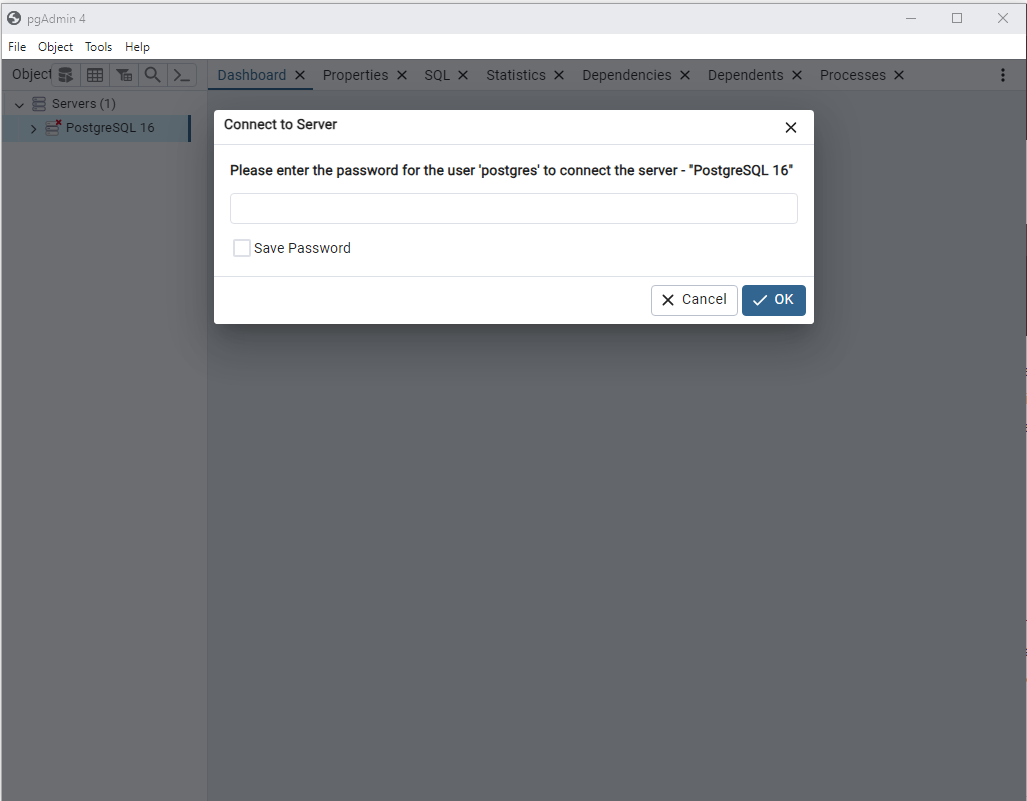 pgAdmin 4
File Object Tools Help
Object
Dashboard Properties SQL Statistics Dependencies Dependents Processes
Servers (1)
PostgreSQL 16
Connect to Server
Please enter the password for the user 'postgres' to connect the server - "PostgreSQL 16"
Save Password
Cancel OK